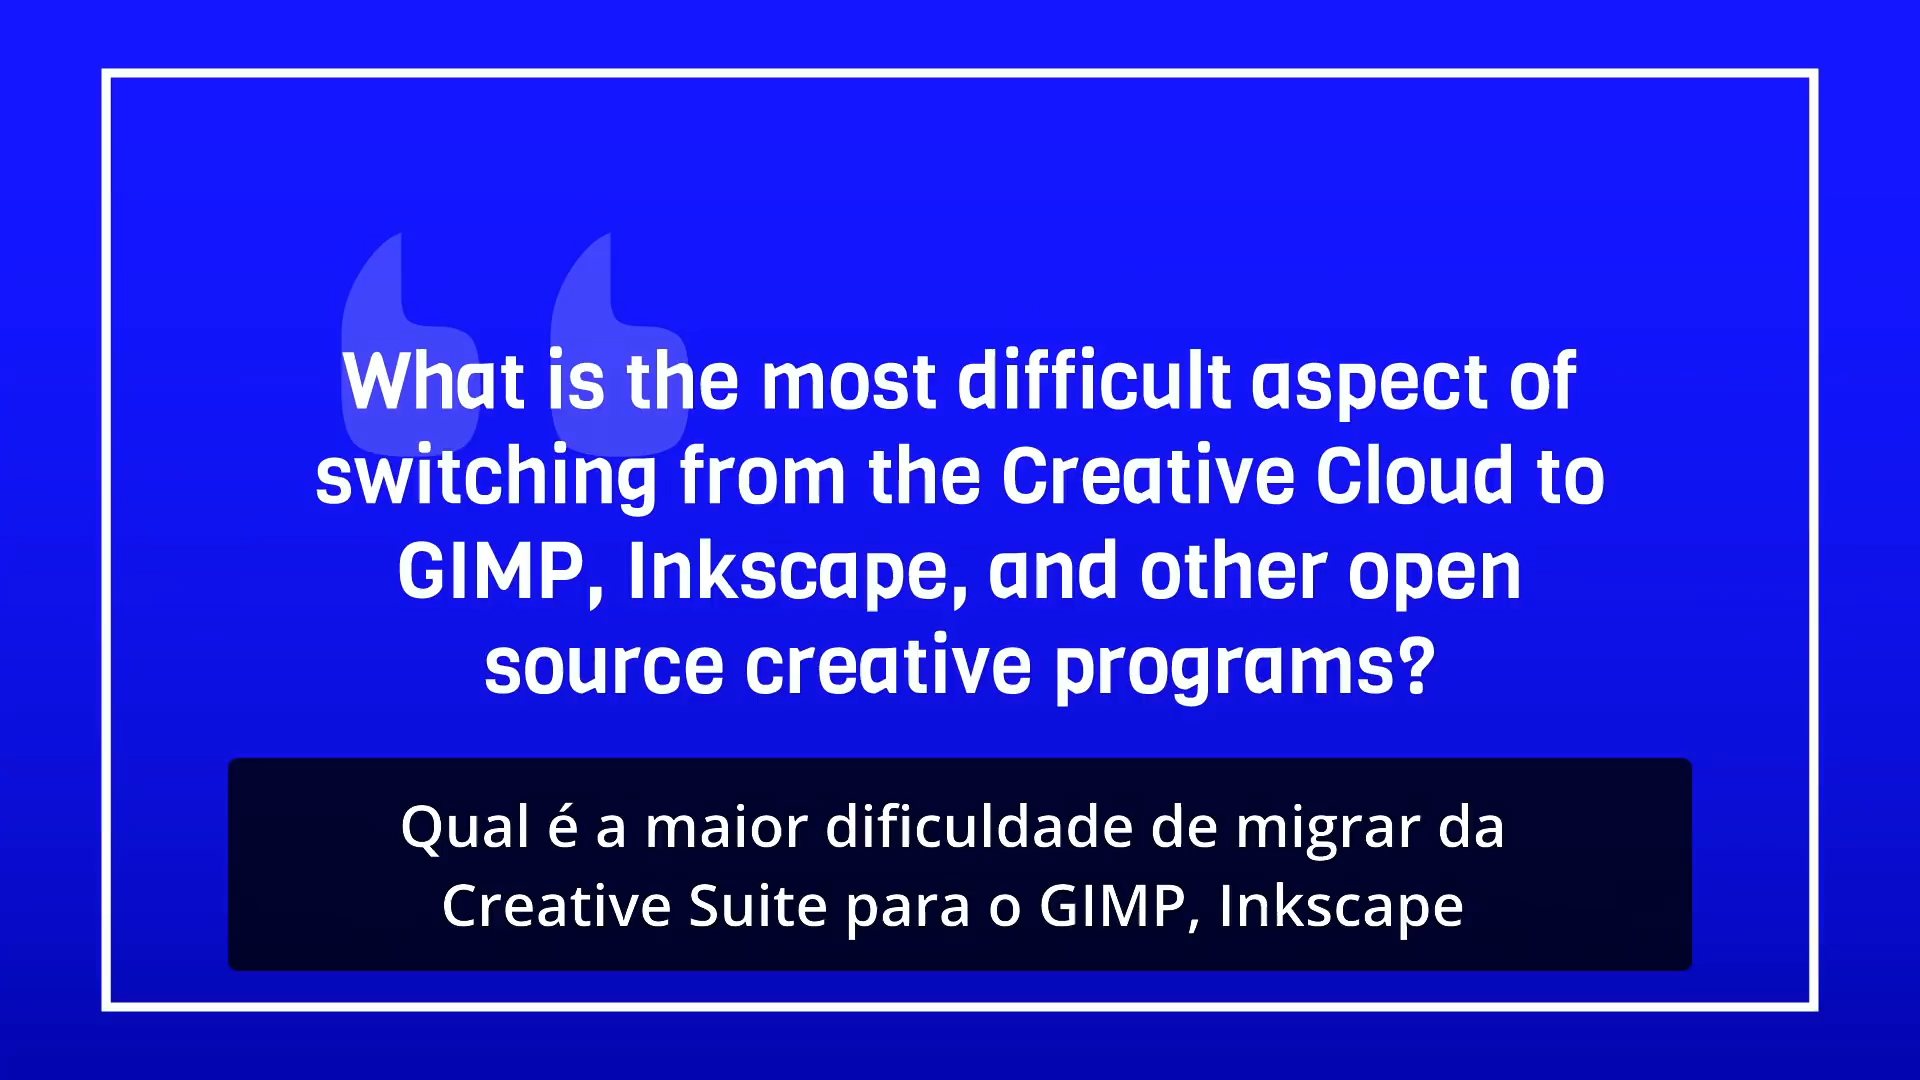 What is the most difficult aspect of
switching from the Creative Cloud to
GIMP, Inkscape, and other open
source creative programs?
Qual é a maior dificuldade de migrar da
Creative Suite para o GIMP, Inkscape